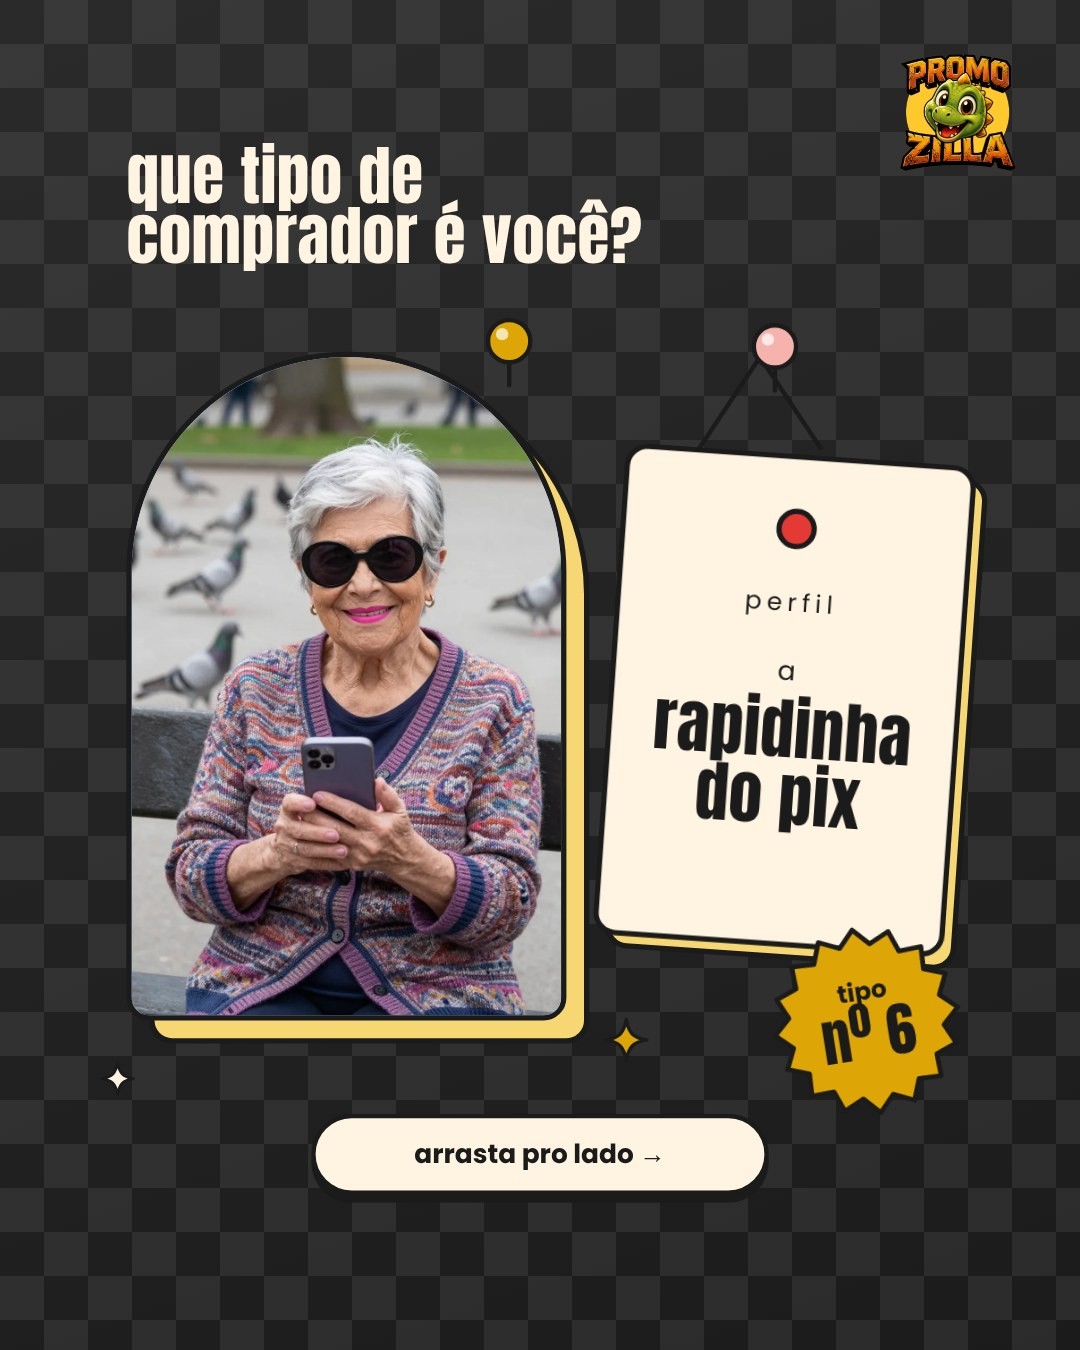 PROMO
ZILLA
que tipo de
comprador é você?
perfil
a
rapidinha
do pix
tipo
nº 6
arrasta pro lado →